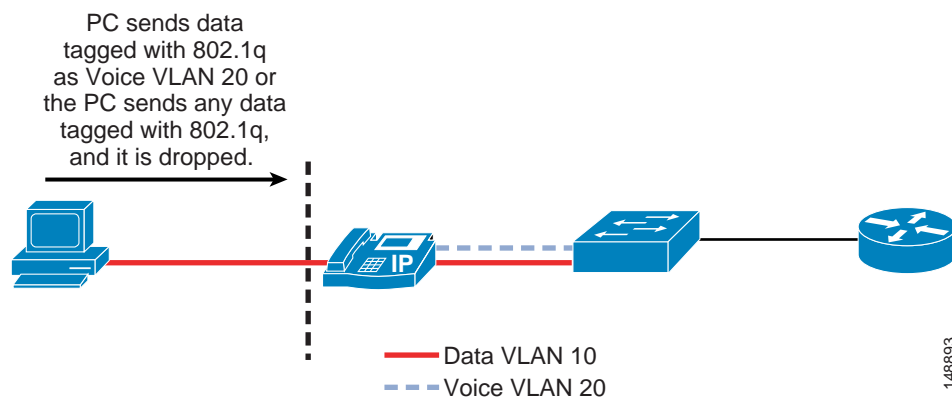 PC sends data
tagged with 802.1q
as Voice VLAN 20 or
the PC sends any data
tagged with 802.1q,
and it is dropped.
IP
Data VLAN 10
Voice VLAN 20
148893